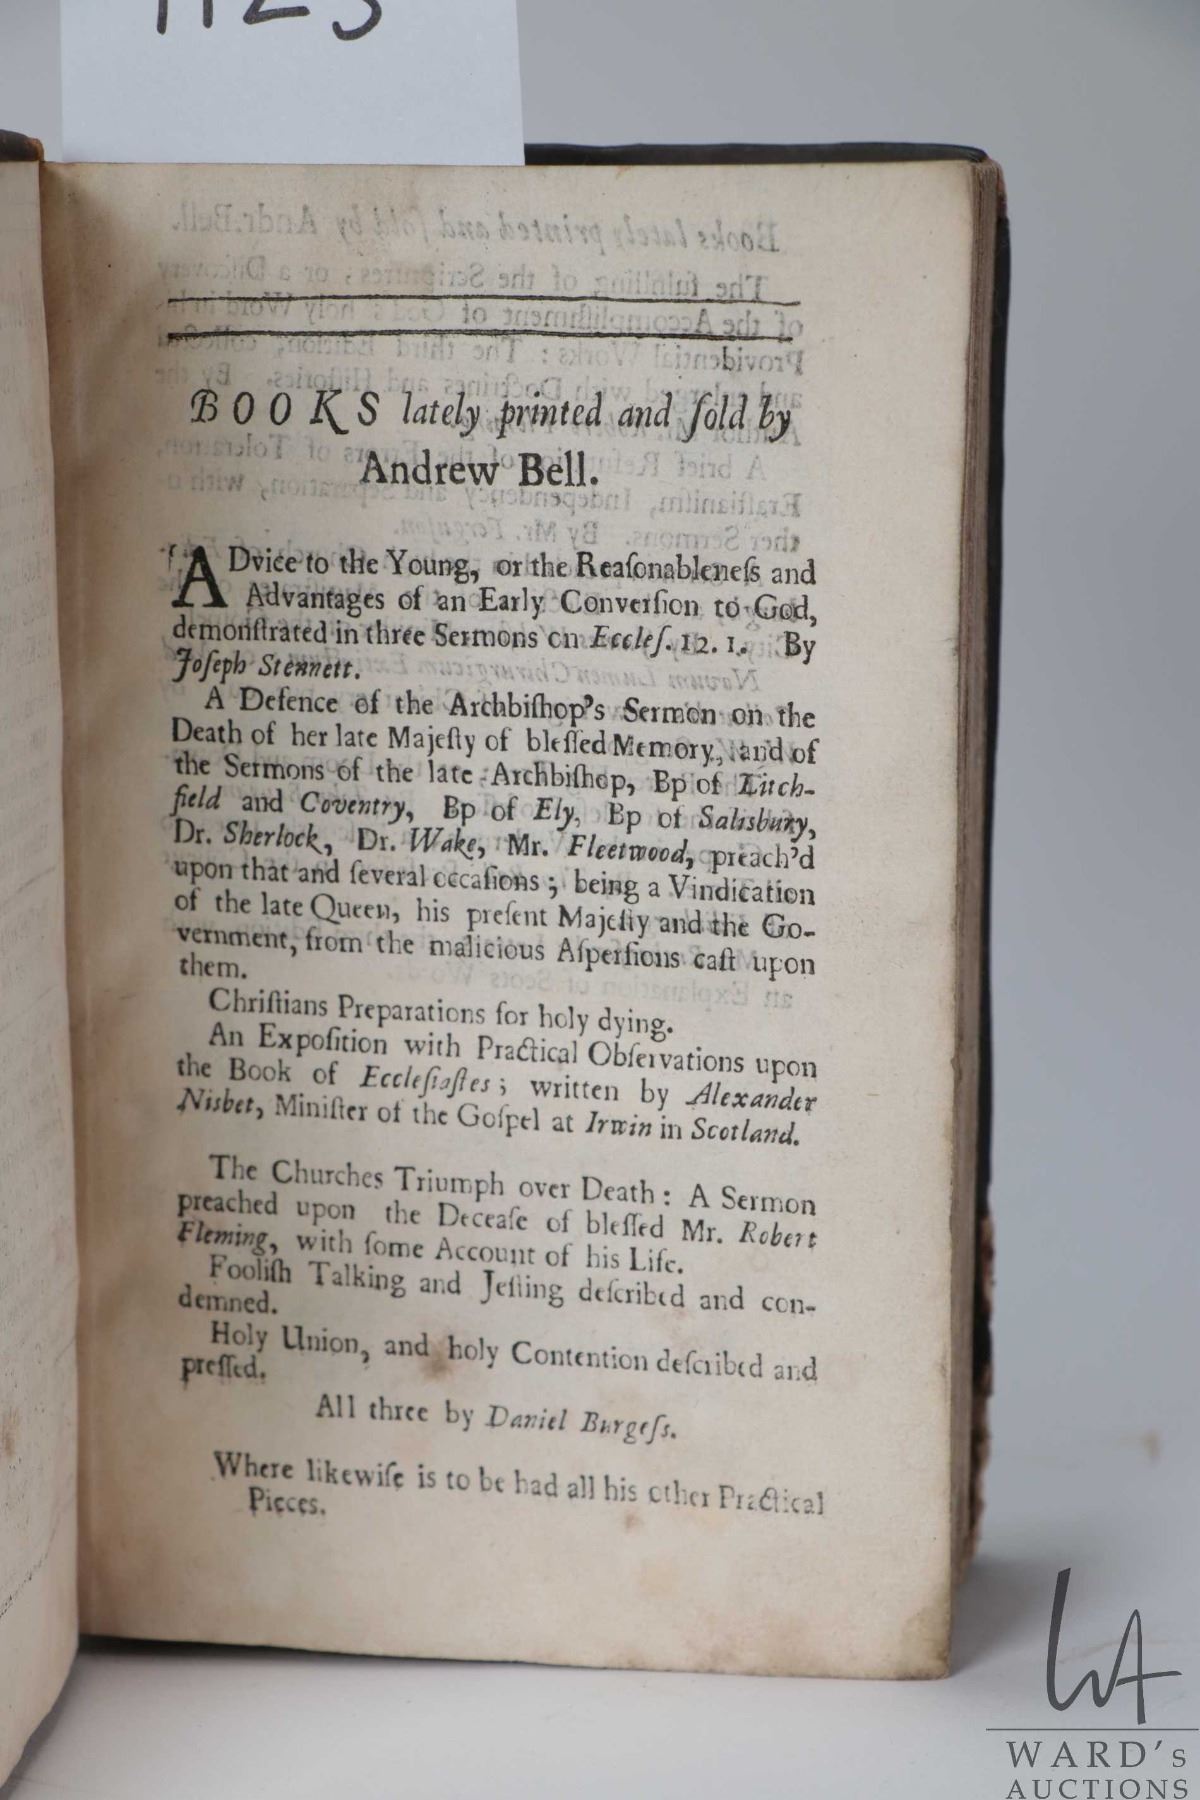 BOOKS lately printed and ſold by
Andrew Bell.
ADvice to the Young, or the Reaſonableneſs and
Advantages of an Early Converſion to God,
demonſtrated in three Sermons on Eccleſ. 12. 1. By
Joſeph Stennett.
A Defence of the Archbiſhop's Sermon on the
Death of her late Majeſty of bleſſed Memory, and of
the Sermons of the late Archbiſhop, Bp of Litch-
field and Coventry, Bp of Ely, Bp of Salisbury,
Dr. Sherlock, Dr. Wake, Mr. Fleetwood, preach'd
upon that and ſeveral occaſions; being a Vindication
of the late Queen, his preſent Majeſty and the Go-
vernment, from the malicious Aſperſions caſt upon
them.
Chriſtians Preparations for holy dying.
An Expoſition with Practical Obſervations upon
the Book of Eccleſiaſtes; written by Alexander
Nisbet, Miniſter of the Goſpel at Irwin in Scotland.
The Churches Triumph over Death: A Sermon
preached upon the Deceaſe of bleſſed Mr. Robert
Fleming, with ſome Account of his Life.
Fooliſh Talking and Jeſting deſcribed and con-
demned.
Holy Union, and holy Contention deſcribed and
preſſed.
All three by Daniel Burgeſs.
Where likewiſe is to be had all his other Practical
Pieces.
WARD's
AUCTIONS